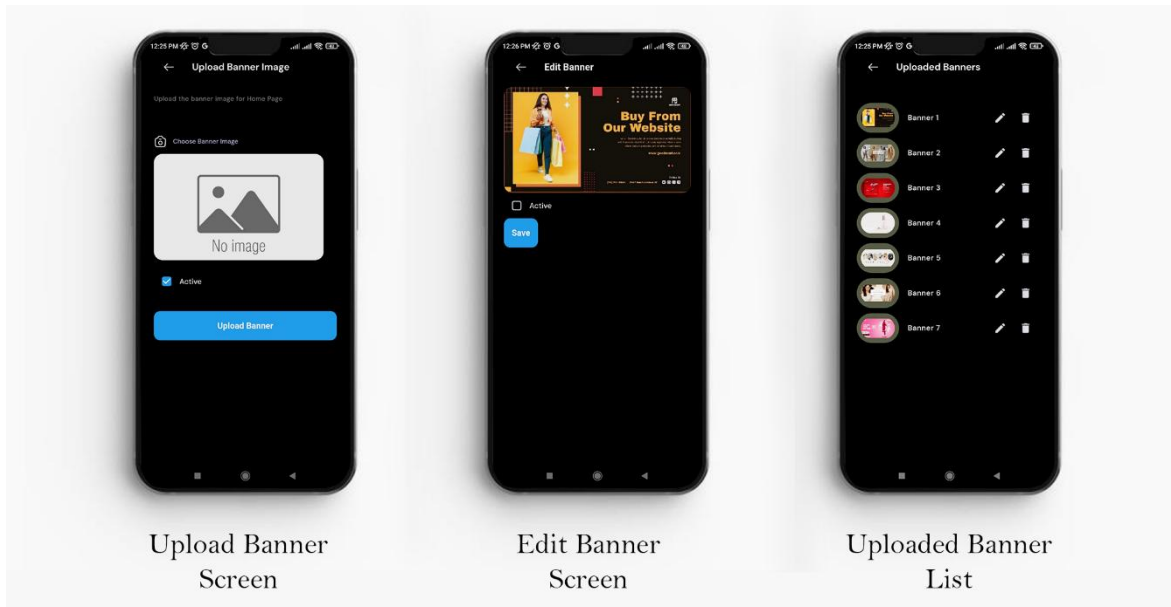 12:25 PM
Upload Banner Image
Upload the banner image for Home Page
Choose Banner Image
No image
Active
Upload Banner
12:26 PM
Edit Banner
Buy From
Our Website
Active
Save
12:25 PM
Uploaded Banners
Banner 1
Banner 2
Banner 3
Banner 4
Banner 5
Banner 6
Banner 7
Upload Banner
Screen
Edit Banner
Screen
Uploaded Banner
List